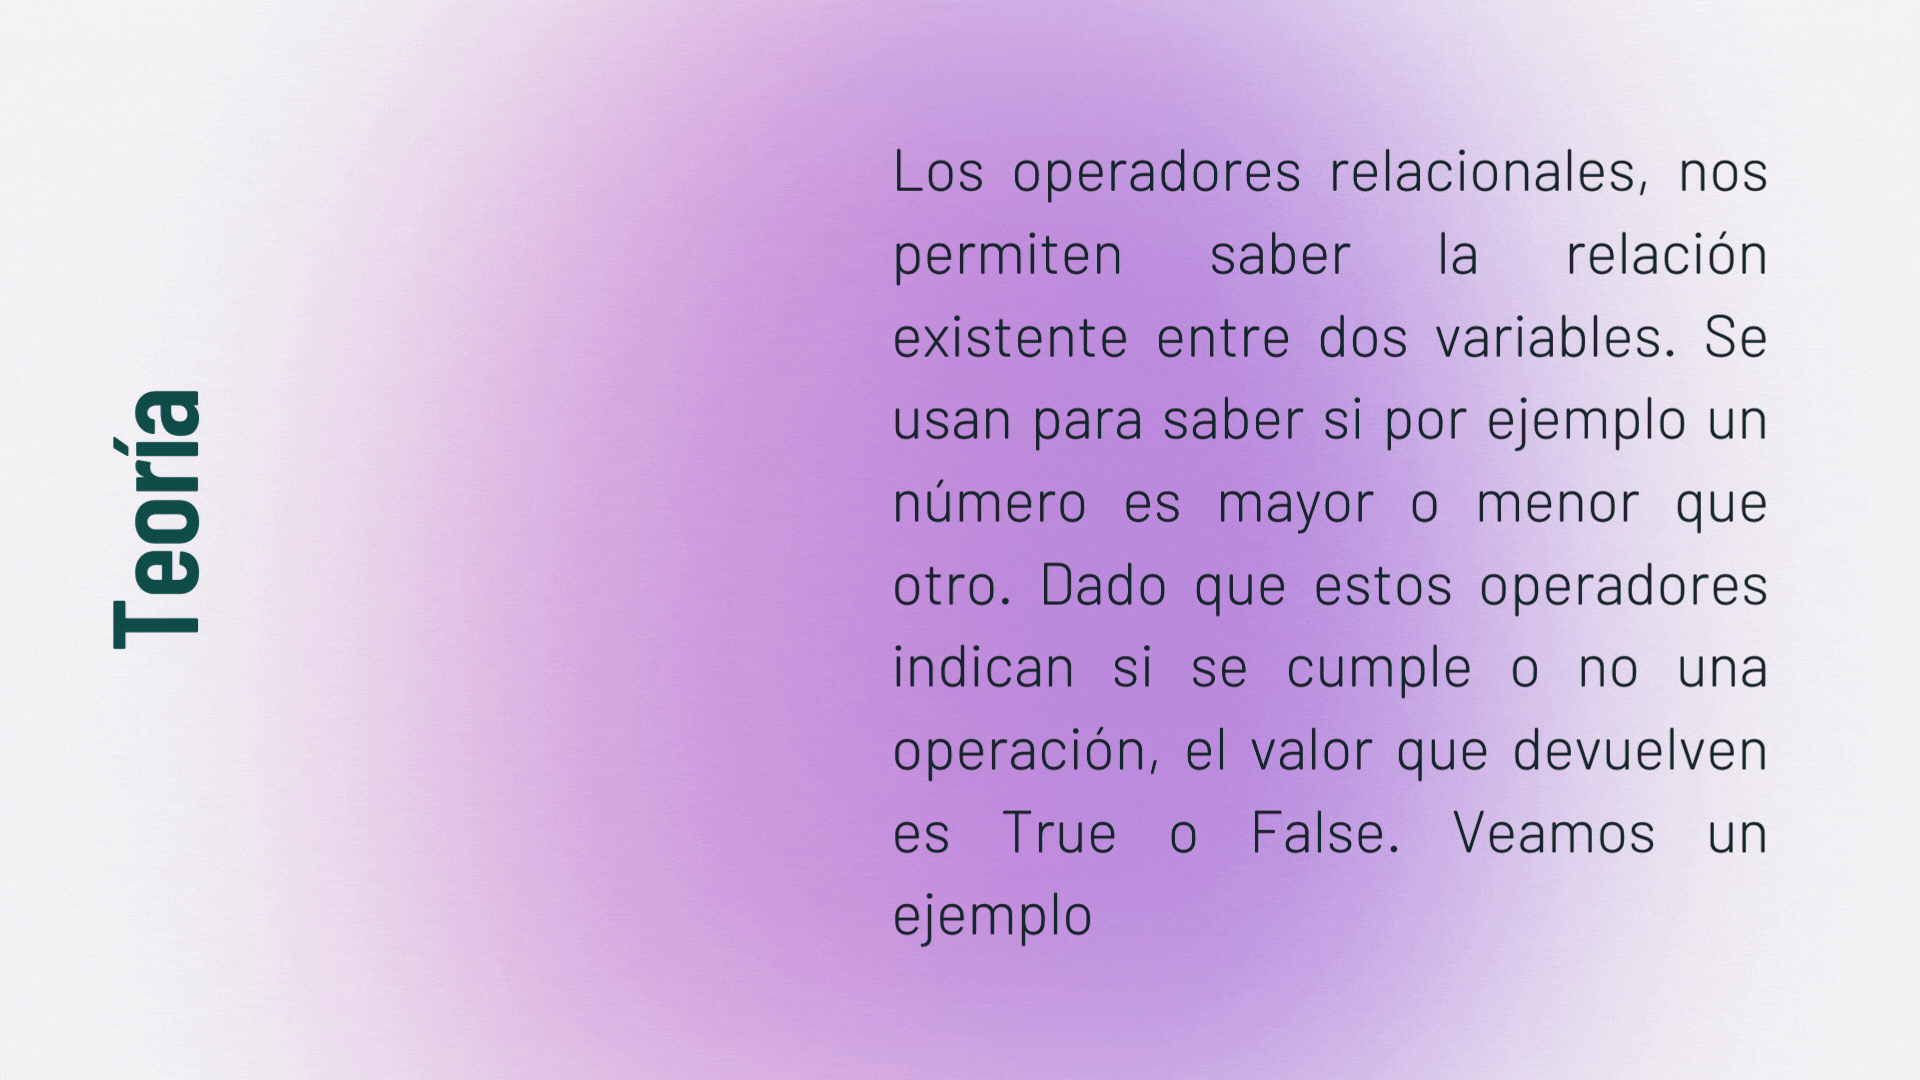 Teoría
Los operadores relacionales, nos
permiten saber la relación
existente entre dos variables. Se
usan para saber si por ejemplo un
número es mayor o menor que
otro. Dado que estos operadores
indican si se cumple o no una
operación, el valor que devuelven
es True o False. Veamos un
ejemplo